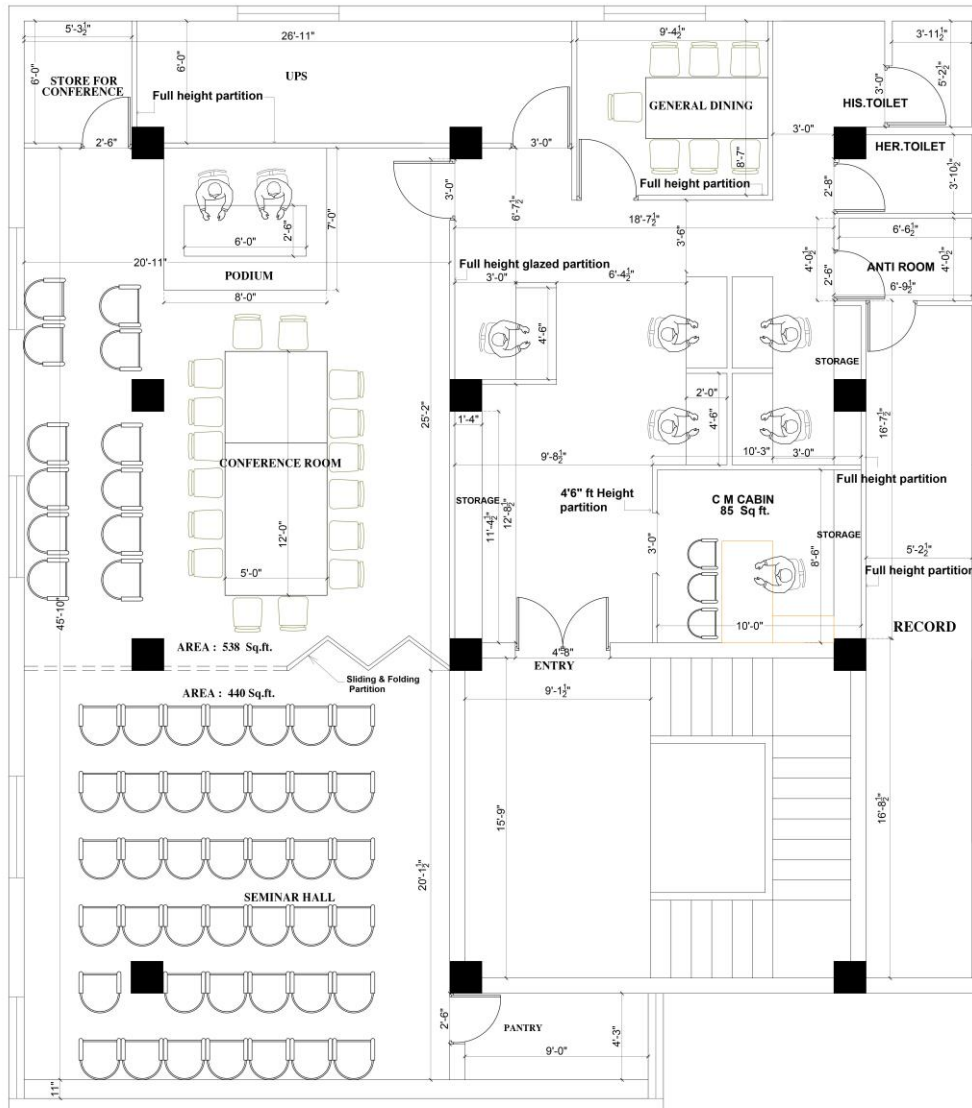 5'-3½"
26'-11"
9'-4½"
3'-11½"
6'-0"
6'-0"
5'-2½"
STORE FOR
CONFERENCE
UPS
Full height partition
GENERAL DINING
3'-0"
HIS.TOILET
2'-6"
3'-0"
8'-7"
3'-0"
HER.TOILET
3'-0"
Full height partition
2'-8"
3'-10½"
6'-7½"
18'-7½"
3'-6"
7'-0"
2'-6"
6'-0"
20'-11"
PODIUM
8'-0"
Full height glazed partition
3'-0"
6'-4½"
4'-0½"
2'-6"
6'-6½"
4'-0½"
ANTI ROOM
6'-9½"
4'-6"
STORAGE
16'-7½"
25'-2"
1'-4"
2'-0"
4'-6"
10'-3"
3'-0"
9'-8½"
CONFERENCE ROOM
12'-0"
5'-0"
STORAGE
11'-4½"
12'-8½"
4'6" ft Height
partition
C M CABIN
85 Sq ft.
Full height partition
STORAGE
3'-0"
8'-6"
5'-2½"
Full height partition
10'-0"
RECORD
45'-10"
AREA : 538 Sq.ft.
4'-8"
ENTRY
Sliding & Folding
Partition
AREA : 440 Sq.ft.
9'-1½"
15'-9"
16'-8½"
20'-1½"
SEMINAR HALL
2'-6"
PANTRY
4'-3"
9'-0"
11"